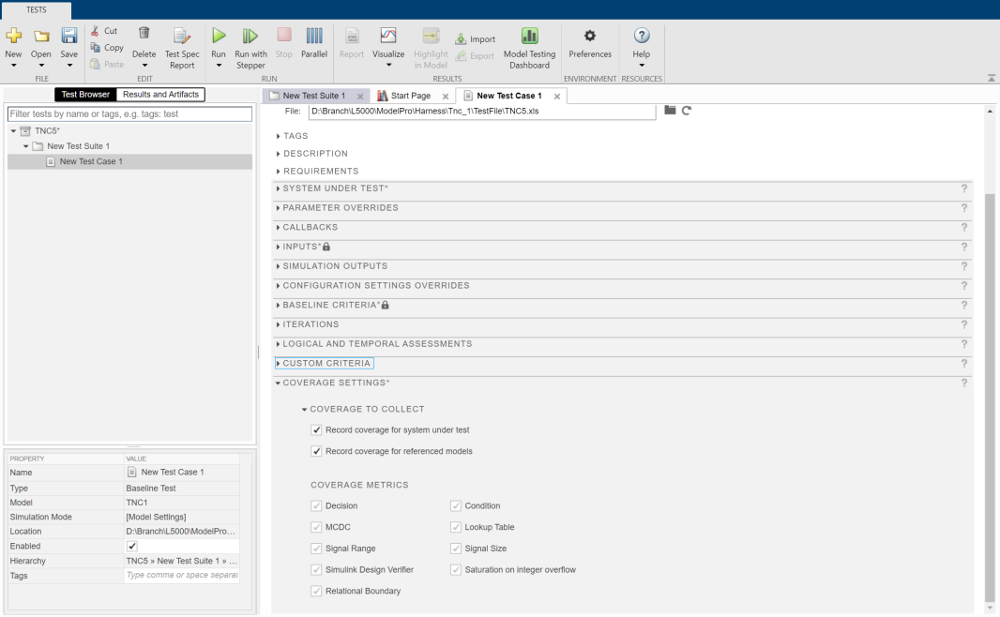 TESTS
New
Open
Save
Cut
Copy
Paste
Delete
Test Spec
Report
Run
Run with
Stepper
Stop
Parallel
Report
Visualize
Highlight
in Model
Import
Export
Model Testing
Dashboard
Preferences
Help
FILE
EDIT
RUN
RESULTS
ENVIRONMENT
RESOURCES
Test Browser
Results and Artifacts
Filter tests by name or tags, e.g. tags: test
TNC5*
New Test Suite 1
New Test Case 1
PROPERTY VALUE
Name New Test Case 1
Type Baseline Test
Model TNC1
Simulation Mode [Model Settings]
Location D:\Branch\L5000\ModelPro...
Enabled
Hierarchy TNC5 » New Test Suite 1 » ...
Tags Type comma or space separat
New Test Suite 1 ×
Start Page ×
New Test Case 1 ×
File: D:\Branch\L5000\ModelPro\Harness\Tnc_1\TestFile\TNC5.xls
TAGS
DESCRIPTION
REQUIREMENTS
SYSTEM UNDER TEST* ?
PARAMETER OVERRIDES ?
CALLBACKS ?
INPUTS* ?
SIMULATION OUTPUTS ?
CONFIGURATION SETTINGS OVERRIDES ?
BASELINE CRITERIA* ?
ITERATIONS ?
LOGICAL AND TEMPORAL ASSESSMENTS ?
CUSTOM CRITERIA ?
COVERAGE SETTINGS* ?
COVERAGE TO COLLECT
Record coverage for system under test
Record coverage for referenced models
COVERAGE METRICS
Decision Condition
MCDC Lookup Table
Signal Range Signal Size
Simulink Design Verifier Saturation on integer overflow
Relational Boundary